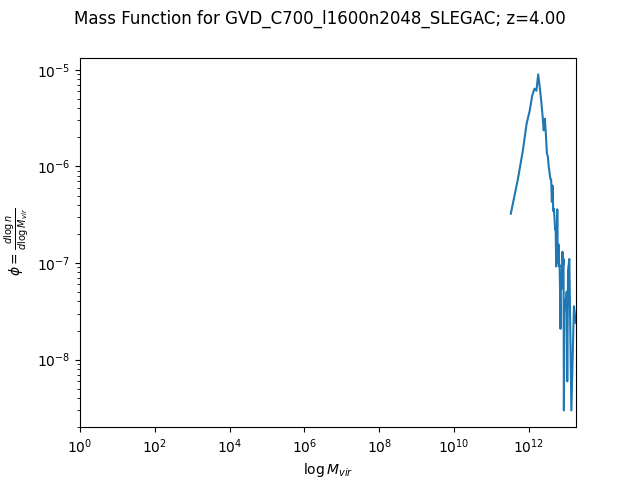 Mass Function for GVD_C700_l1600n2048_SLEGAC; z=4.00
10⁻⁵
10⁻⁶
10⁻⁷
10⁻⁸
ϕ = d log n / d log M_vir
10⁰ 10² 10⁴ 10⁶ 10⁸ 10¹⁰ 10¹²
log M_vir